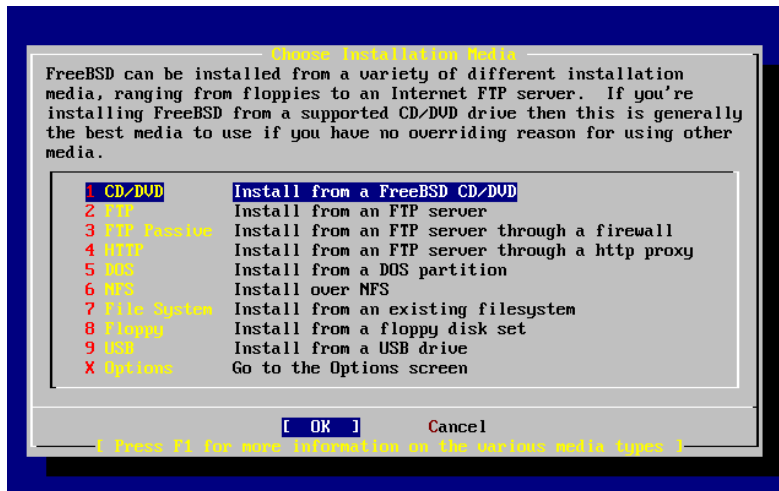 Choose Installation Media
FreeBSD can be installed from a variety of different installation
media, ranging from floppies to an Internet FTP server.  If you're
installing FreeBSD from a supported CD/DVD drive then this is generally
the best media to use if you have no overriding reason for using other
media.
1 CD/DVD Install from a FreeBSD CD/DVD
2 FTP Install from an FTP server
3 FTP Passive Install from an FTP server through a firewall
4 HTTP Install from an FTP server through a http proxy
5 DOS Install from a DOS partition
6 NFS Install over NFS
7 File System Install from an existing filesystem
8 Floppy Install from a floppy disk set
9 USB Install from a USB drive
X Options Go to the Options screen
[ OK ] Cancel
[ Press F1 for more information on the various media types ]